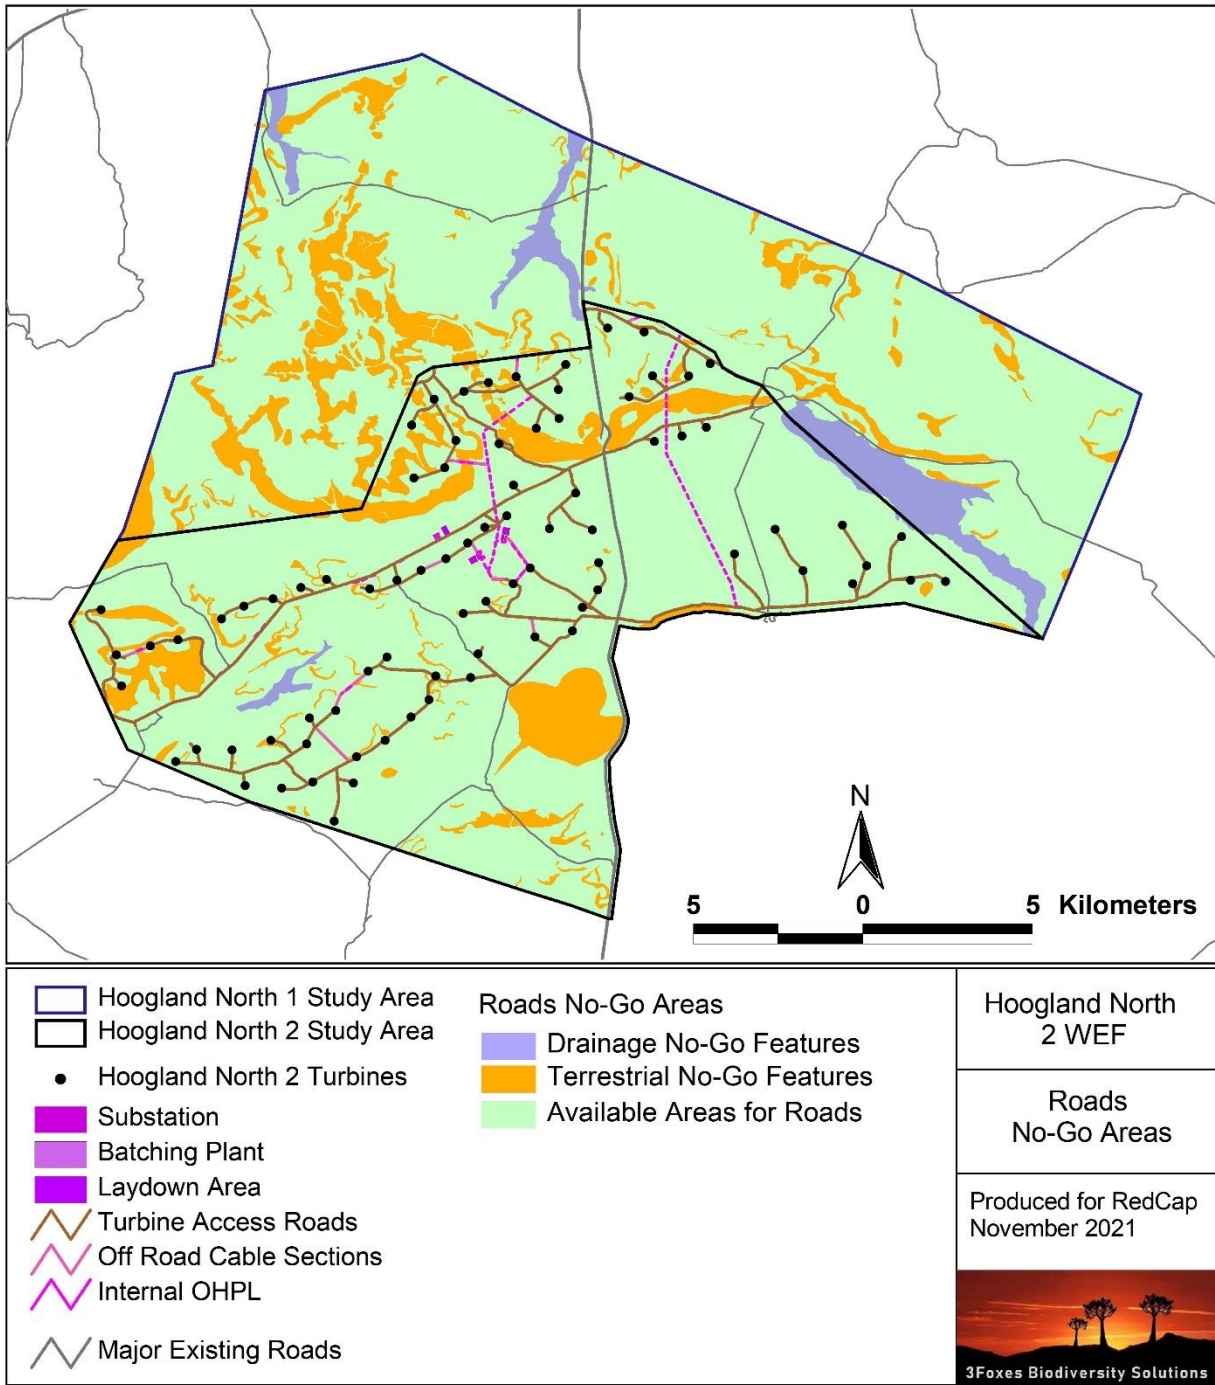 N
5 0 5 Kilometers
Hoogland North 1 Study Area
Hoogland North 2 Study Area
Hoogland North 2 Turbines
Substation
Batching Plant
Laydown Area
Turbine Access Roads
Off Road Cable Sections
Internal OHPL
Major Existing Roads
Roads No-Go Areas
Drainage No-Go Features
Terrestrial No-Go Features
Available Areas for Roads
Hoogland North
2 WEF
Roads
No-Go Areas
Produced for RedCap
November 2021
3Foxes Biodiversity Solutions